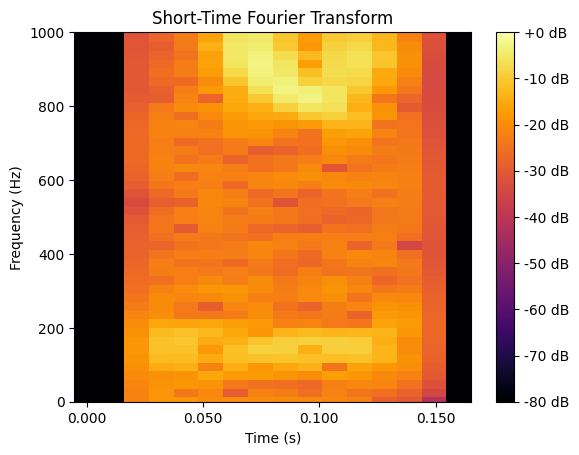 Short-Time Fourier Transform
1000
800
600
400
200
0
Frequency (Hz)
0.000
0.050
0.100
0.150
Time (s)
+0 dB
-10 dB
-20 dB
-30 dB
-40 dB
-50 dB
-60 dB
-70 dB
-80 dB